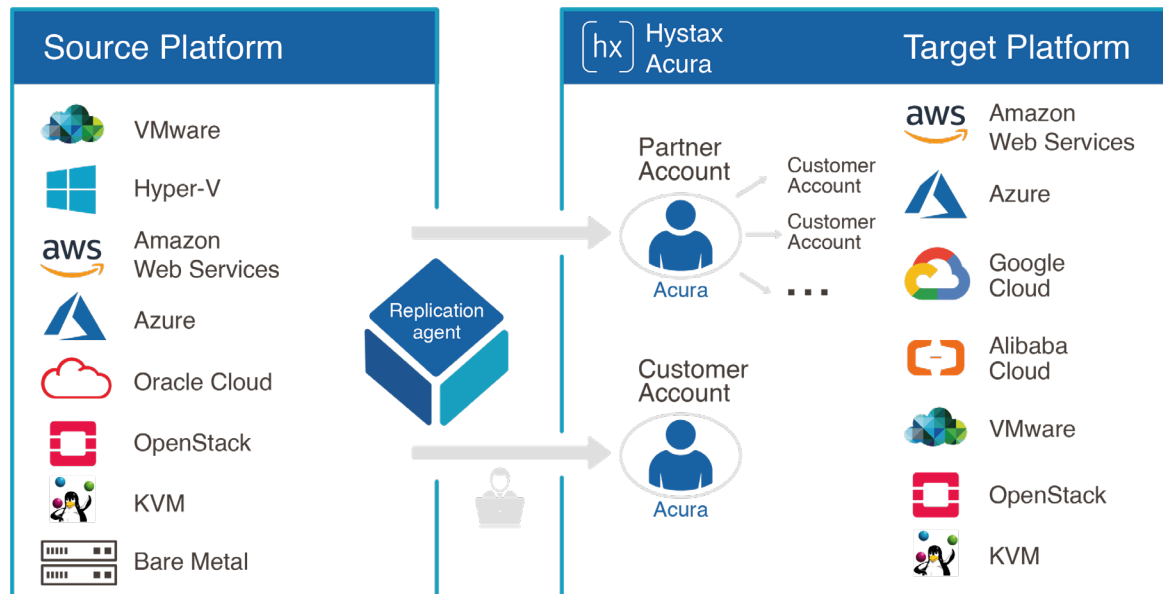 Source Platform
VMware
Hyper-V
aws
Amazon
Web Services
Azure
Oracle Cloud
OpenStack
KVM
Bare Metal
Replication
agent
[hx]
Hystax
Acura
Target Platform
Partner
Account
Acura
Customer
Account
Customer
Account
...
Customer
Account
Acura
aws
Amazon
Web Services
Azure
Google
Cloud
Alibaba
Cloud
VMware
OpenStack
KVM